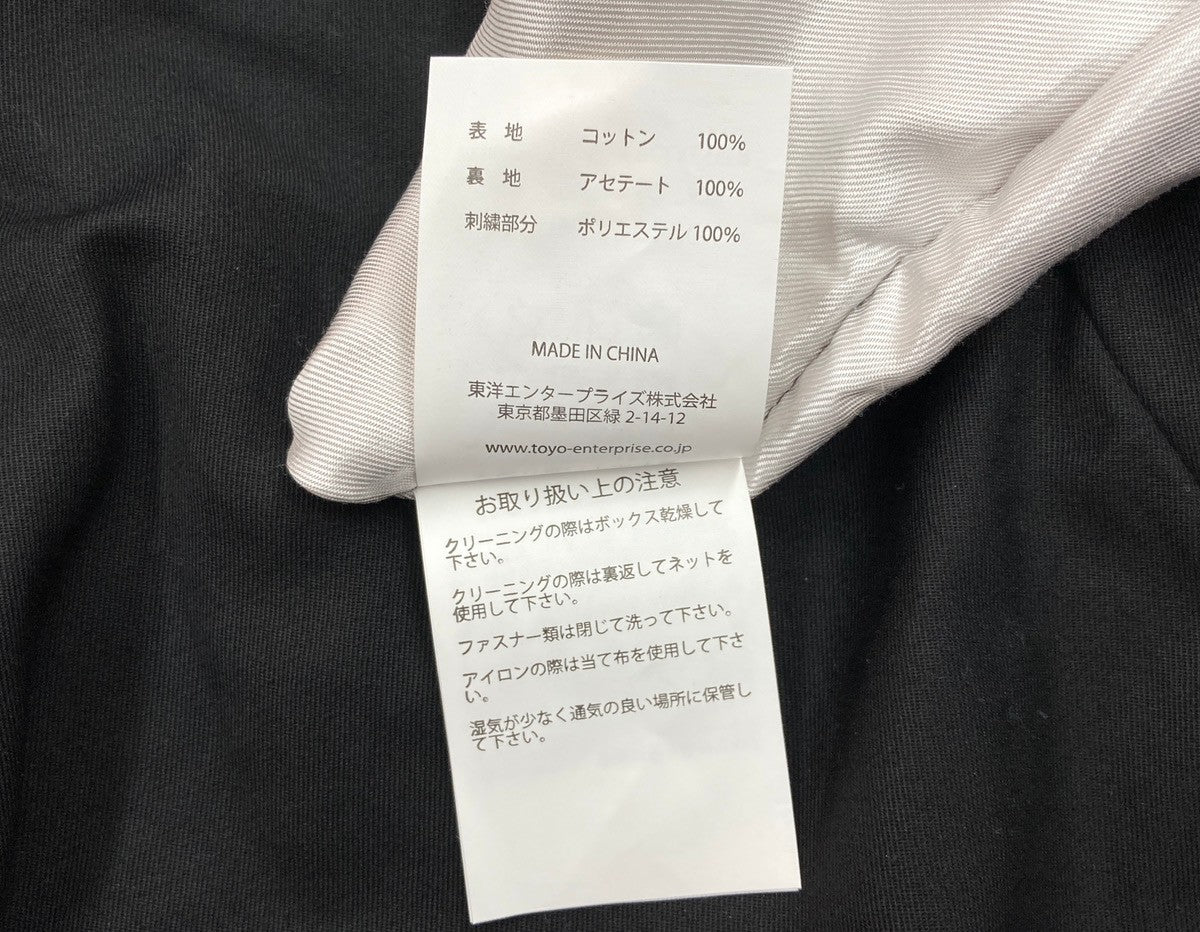 表 地 コットン 100%
裏 地 アセテート 100%
刺繍部分 ポリエステル 100%
MADE IN CHINA
東洋エンタープライズ株式会社
東京都墨田区緑 2-14-12
www.toyo-enterprise.co.jp
お取り扱い上の注意
クリーニングの際はボックス乾燥して
下さい。
クリーニングの際は裏返してネットを
使用して下さい。
ファスナー類は閉じて洗って下さい。
アイロンの際は当て布を使用して下さ
い。
湿気が少なく通気の良い場所に保管し
て下さい。